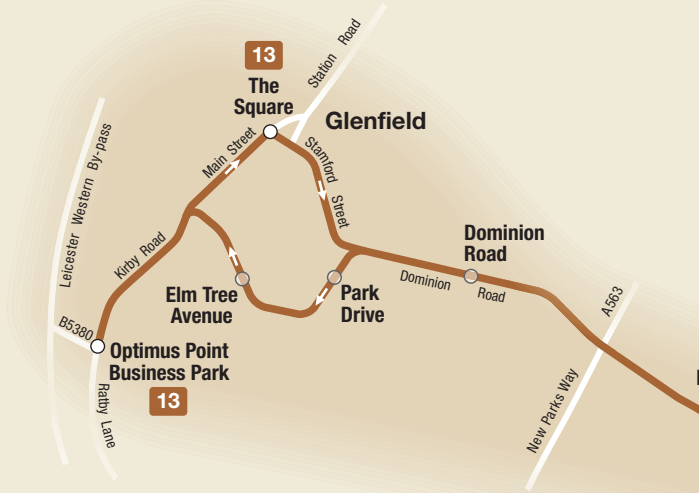 13
The
Square
Station Road
Glenfield
Main Street
Stamford Street
Leicester Western By-pass
Kirby Road
Dominion
Road
Dominion Road
Elm Tree
Avenue
Park
Drive
A563
B5380
Optimus Point
Business Park
13
Ratby Lane
New Parks Way